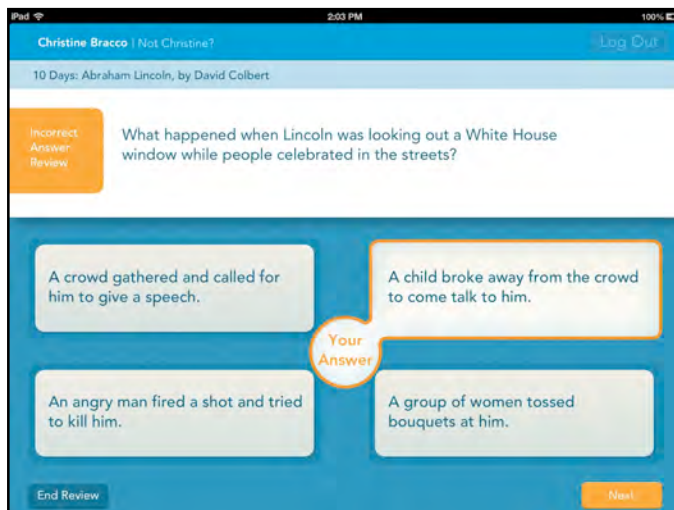 iPad 2:03 PM 100%
Christine Bracco | Not Christine? Log Out
10 Days: Abraham Lincoln, by David Colbert
Incorrect
Answer
Review
What happened when Lincoln was looking out a White House
window while people celebrated in the streets?
A crowd gathered and called for
him to give a speech.
A child broke away from the crowd
to come talk to him.
Your
Answer
An angry man fired a shot and tried
to kill him.
A group of women tossed
bouquets at him.
End Review
Next